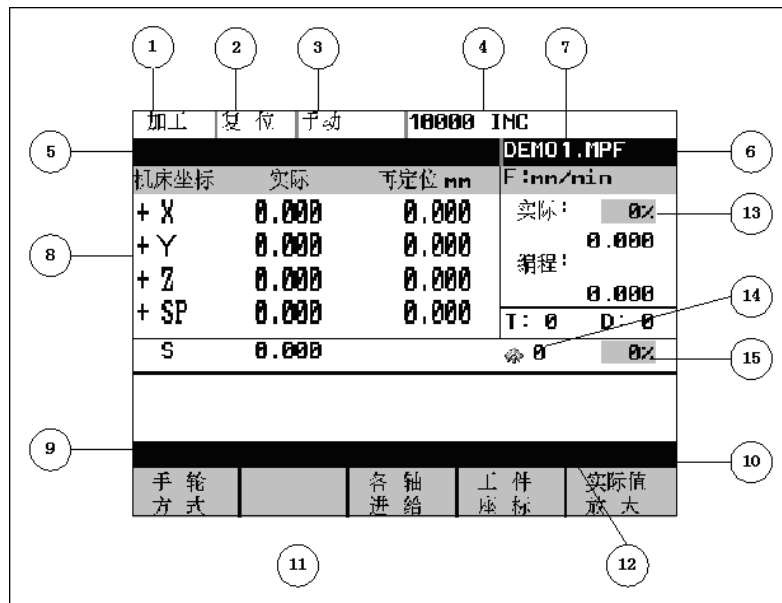 1 2 3 4 7
加工 复 位 手动 10000 INC
5 DEMO1.MPF 6
机床坐标 实际 再定位 mm F:mm/min
+ X 0.000 0.000 实际: 0% 13
+ Y 0.000 0.000 0.000
8 编程:
+ Z 0.000 0.000 0.000
+ SP 0.000 0.000 T: 0 D: 0 14
S 0.000 0 0% 15
9 10
手 轮 各 轴 工 件 实际值
方 式 进 给 座 标 放 大
11 12